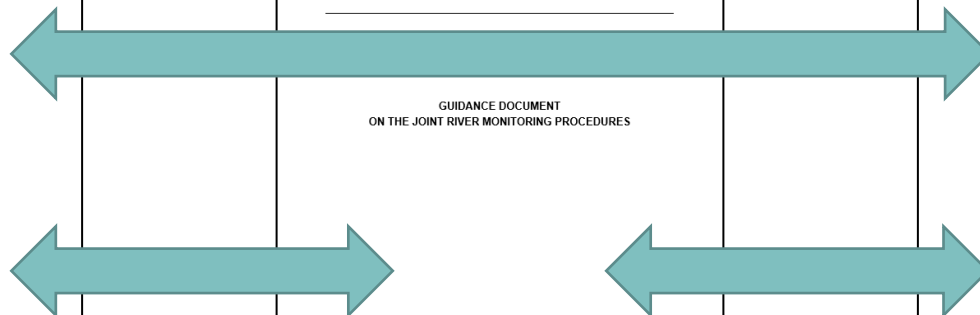 GUIDANCE DOCUMENT
ON THE JOINT RIVER MONITORING PROCEDURES